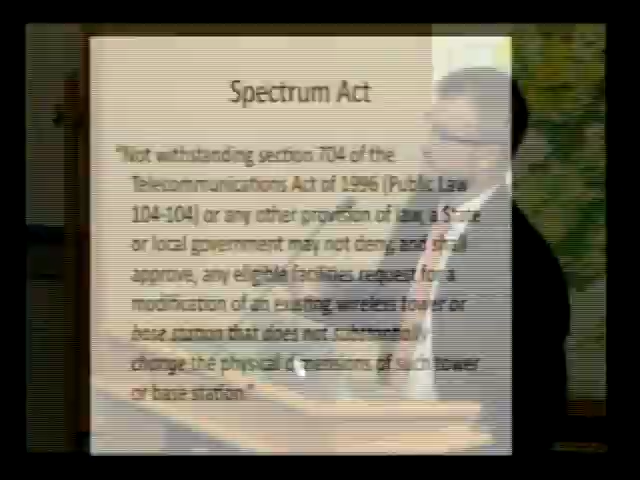 Spectrum Act
"Not withstanding section 704 of the
Telecommunications Act of 1996 (Public Law
104-104) or any other provision of law, a State
or local government may not deny, and shall
approve, any eligible facilities request for a
modification of an existing wireless tower or
base station that does not substantially
change the physical dimensions of such tower
or base station."